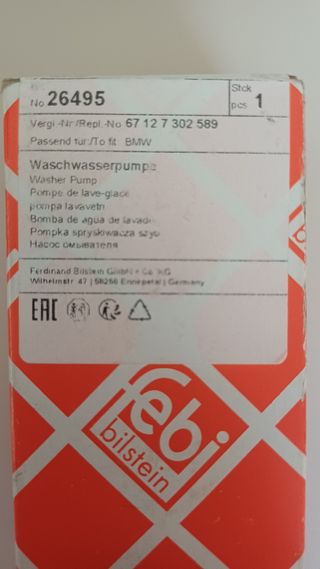 No 26495
Stck
pcs 1
Vergl.-Nr./Repl.-No. 67 12 7 302 589
Passend für:/To fit: BMW
Waschwasserpumpe
Washer Pump
Pompe de lave-glace
pompa lavavetri
Bomba de agua de lavado
Pompka spryskiwacza szyb
Насос омывателя
Ferdinand Bilstein GmbH + Co. KG
Wilhelmstr. 47 | 58256 Ennepetal | Germany
EAC
febi
bilstein